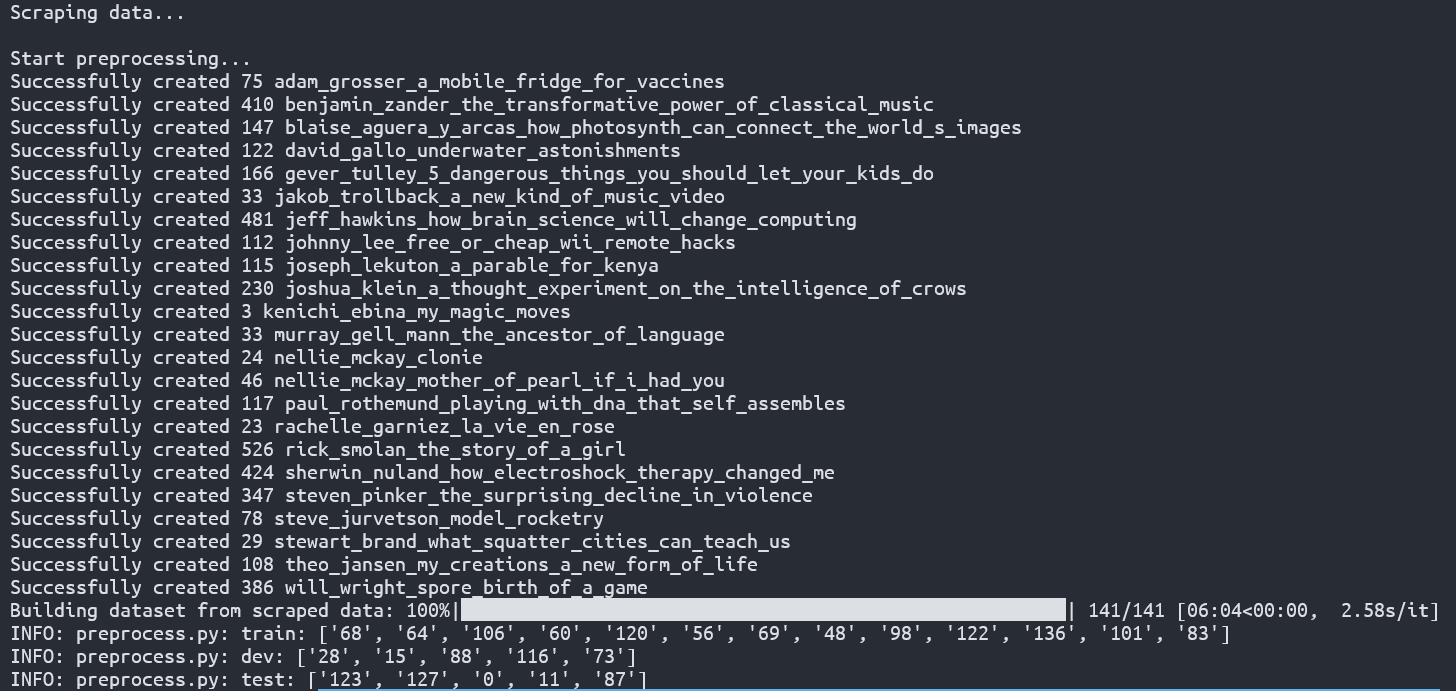 Scraping data...
Start preprocessing...
Successfully created 75 adam_grosser_a_mobile_fridge_for_vaccines
Successfully created 410 benjamin_zander_the_transformative_power_of_classical_music
Successfully created 147 blaise_aguera_y_arcas_how_photosynth_can_connect_the_world_s_images
Successfully created 122 david_gallo_underwater_astonishments
Successfully created 166 gever_tulley_5_dangerous_things_you_should_let_your_kids_do
Successfully created 33 jakob_trollback_a_new_kind_of_music_video
Successfully created 481 jeff_hawkins_how_brain_science_will_change_computing
Successfully created 112 johnny_lee_free_or_cheap_wii_remote_hacks
Successfully created 115 joseph_lekuton_a_parable_for_kenya
Successfully created 230 joshua_klein_a_thought_experiment_on_the_intelligence_of_crows
Successfully created 3 kenichi_ebina_my_magic_moves
Successfully created 33 murray_gell_mann_the_ancestor_of_language
Successfully created 24 nellie_mckay_clonie
Successfully created 46 nellie_mckay_mother_of_pearl_if_i_had_you
Successfully created 117 paul_rothemund_playing_with_dna_that_self_assembles
Successfully created 23 rachelle_garniez_la_vie_en_rose
Successfully created 526 rick_smolan_the_story_of_a_girl
Successfully created 424 sherwin_nuland_how_electroshock_therapy_changed_me
Successfully created 347 steven_pinker_the_surprising_decline_in_violence
Successfully created 78 steve_jurvetson_model_rocketry
Successfully created 29 stewart_brand_what_squatter_cities_can_teach_us
Successfully created 108 theo_jansen_my_creations_a_new_form_of_life
Successfully created 386 will_wright_spore_birth_of_a_game
Building dataset from scraped data: 100%|| 141/141 [06:04<00:00, 2.58s/it]
INFO: preprocess.py: train: ['68', '64', '106', '60', '120', '56', '69', '48', '98', '122', '136', '101', '83']
INFO: preprocess.py: dev: ['28', '15', '88', '116', '73']
INFO: preprocess.py: test: ['123', '127', '0', '11', '87']